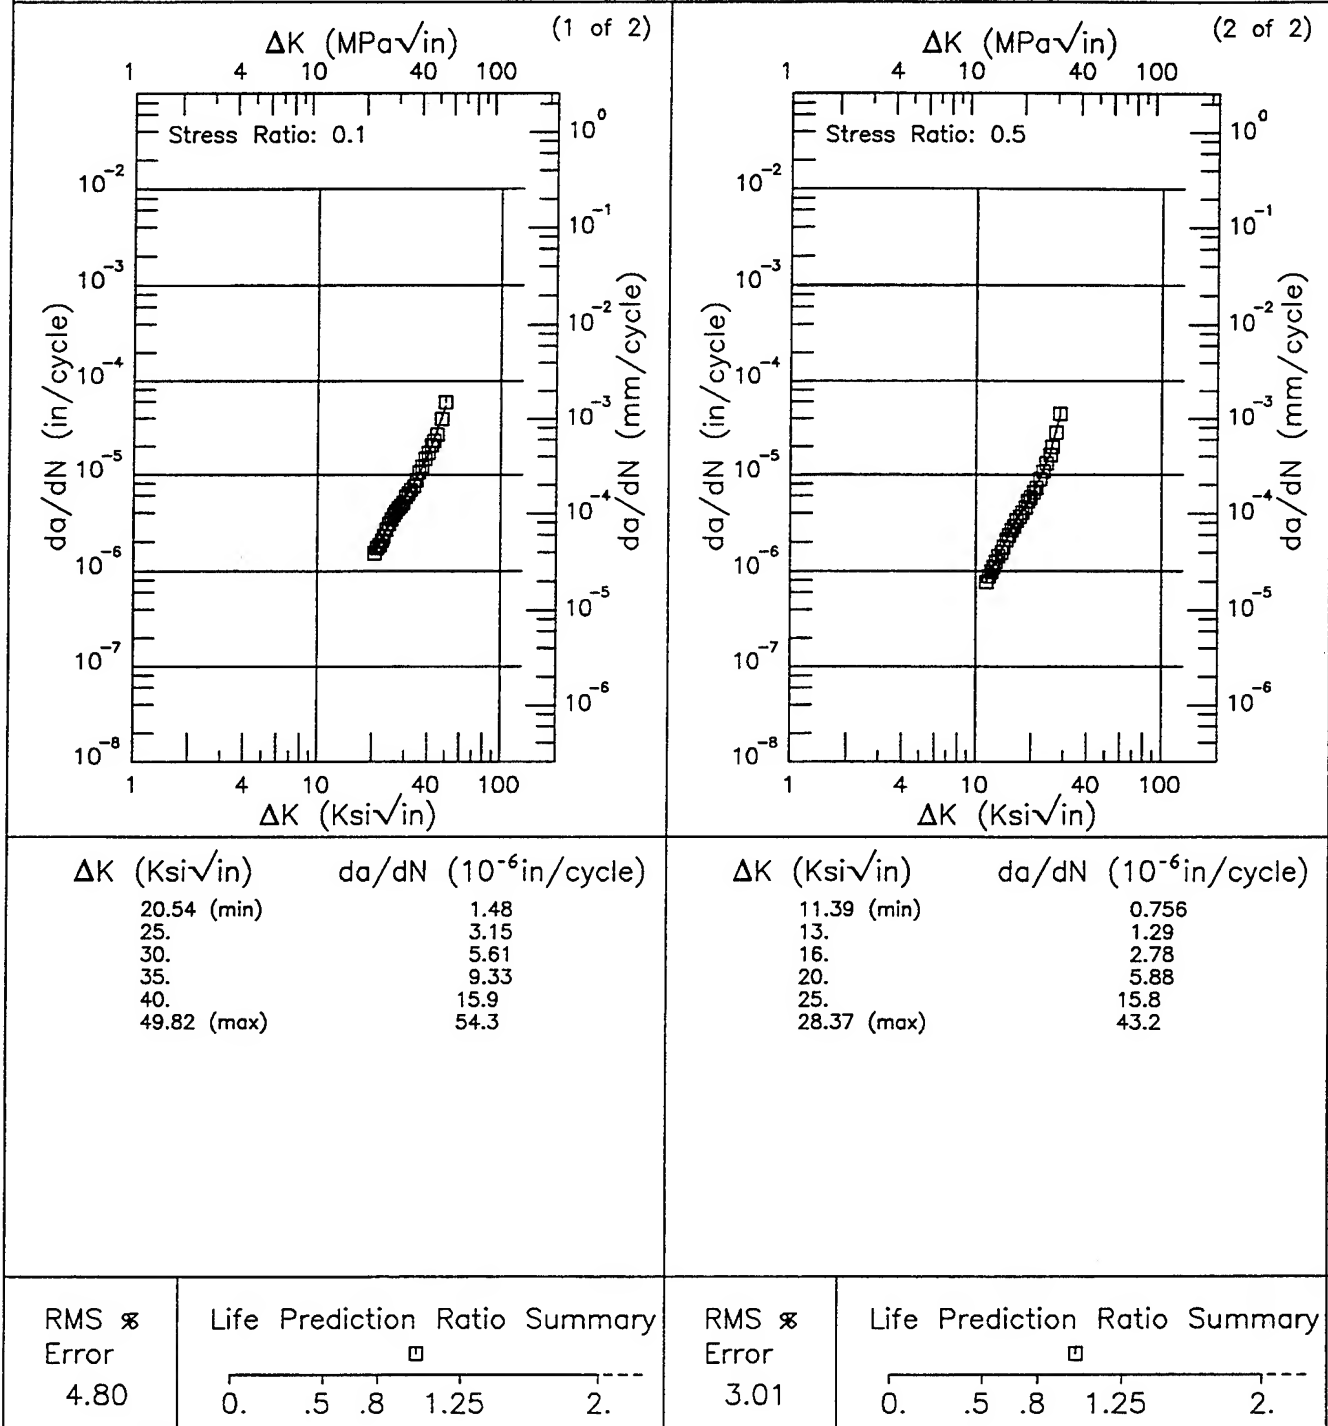 (1 of 2)
ΔK (MPa√in)
1 4 10 40 100
Stress Ratio: 0.1
da/dN (in/cycle)
10⁻²
10⁻³
10⁻⁴
10⁻⁵
10⁻⁶
10⁻⁷
10⁻⁸
10⁰
10⁻¹
10⁻²
10⁻³
10⁻⁴
10⁻⁵
10⁻⁶
da/dN (mm/cycle)
1 4 10 40 100
ΔK (Ksi√in)
ΔK (Ksi√in) da/dN (10⁻⁶in/cycle)
20.54 (min) 1.48
25. 3.15
30. 5.61
35. 9.33
40. 15.9
49.82 (max) 54.3
RMS %
Error
4.80
Life Prediction Ratio Summary
0. .5 .8 1.25 2.
(2 of 2)
ΔK (MPa√in)
1 4 10 40 100
Stress Ratio: 0.5
da/dN (in/cycle)
10⁻²
10⁻³
10⁻⁴
10⁻⁵
10⁻⁶
10⁻⁷
10⁻⁸
10⁰
10⁻¹
10⁻²
10⁻³
10⁻⁴
10⁻⁵
10⁻⁶
da/dN (mm/cycle)
1 4 10 40 100
ΔK (Ksi√in)
ΔK (Ksi√in) da/dN (10⁻⁶in/cycle)
11.39 (min) 0.756
13. 1.29
16. 2.78
20. 5.88
25. 15.8
28.37 (max) 43.2
RMS %
Error
3.01
Life Prediction Ratio Summary
0. .5 .8 1.25 2.